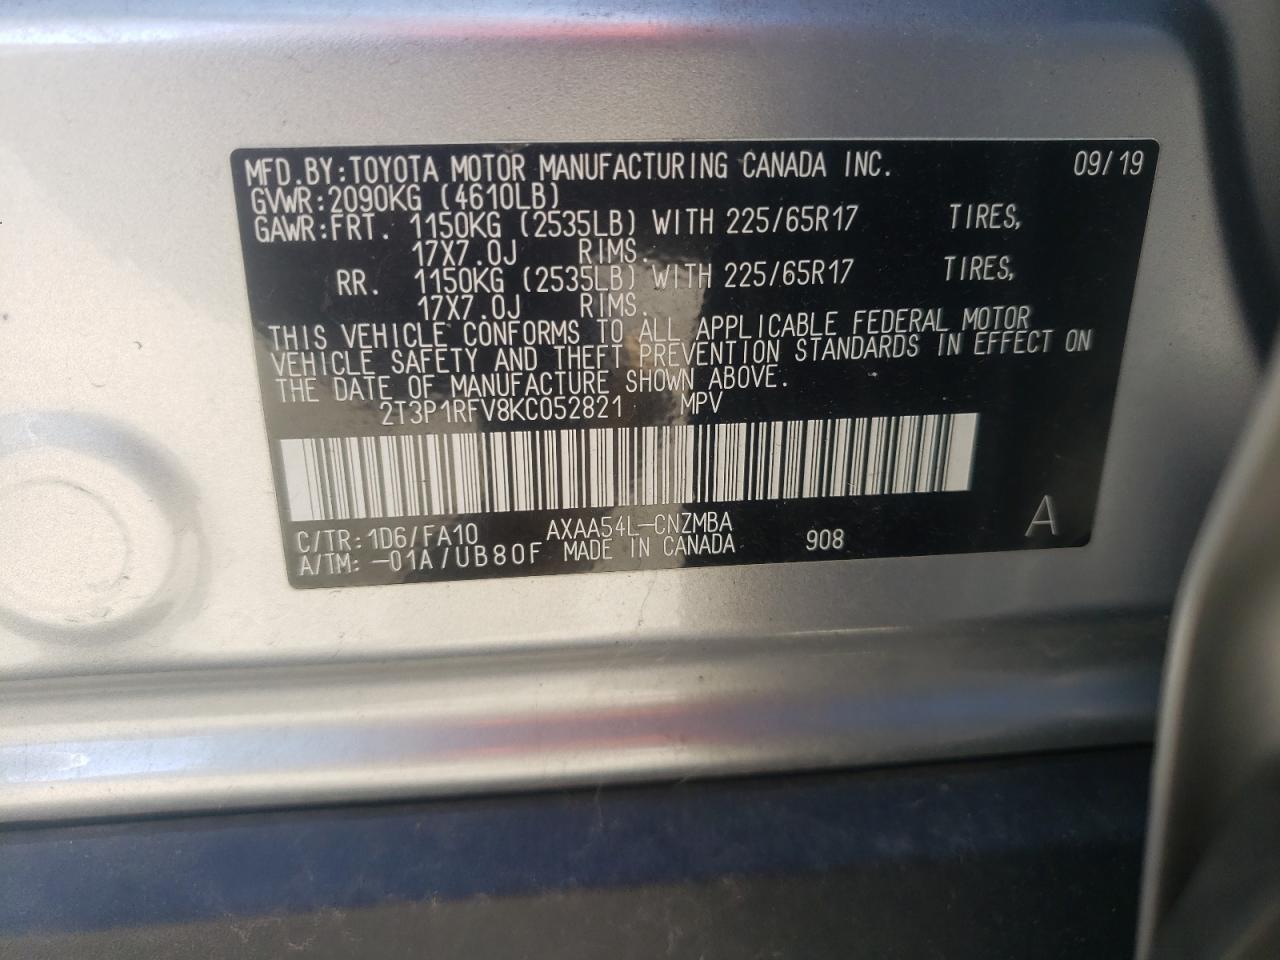 MFD.BY:TOYOTA MOTOR MANUFACTURING CANADA INC. 09/19
GVWR:2090KG (4610LB)
GAWR:FRT. 1150KG (2535LB) WITH 225/65R17 TIRES,
17X7.0J RIMS.
RR. 1150KG (2535LB) WITH 225/65R17 TIRES,
17X7.0J RIMS.
THIS VEHICLE CONFORMS TO ALL APPLICABLE FEDERAL MOTOR
VEHICLE SAFETY AND THEFT PREVENTION STANDARDS IN EFFECT ON
THE DATE OF MANUFACTURE SHOWN ABOVE.
2T3P1RFV8KC052821 MPV
C/TR: 1D6/FA10 AXAA54L-CNZMBA A
A/TM: -01A/UB80F MADE IN CANADA 908